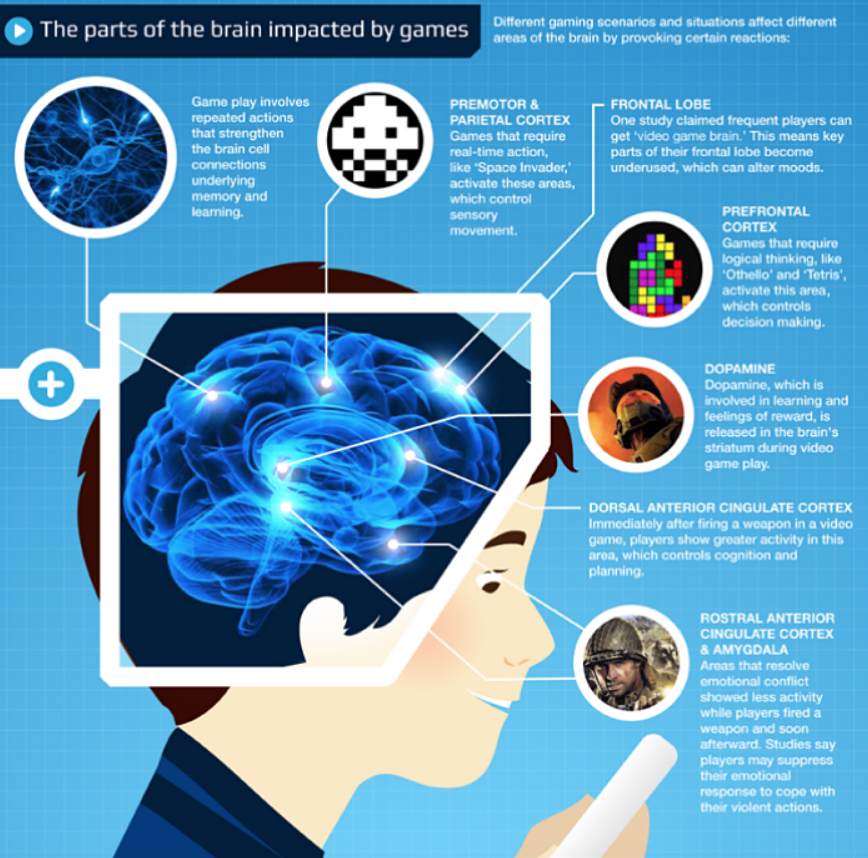 The parts of the brain impacted by games
Different gaming scenarios and situations affect different
areas of the brain by provoking certain reactions:
Game play involves
repeated actions
that strengthen
the brain cell
connections
underlying
memory and
learning.
PREMOTOR &
PARIETAL CORTEX
Games that require
real-time action,
like 'Space Invader,'
activate these areas,
which control
sensory
movement.
FRONTAL LOBE
One study claimed frequent players can
get 'video game brain.' This means key
parts of their frontal lobe become
underused, which can alter moods.
PREFRONTAL
CORTEX
Games that require
logical thinking, like
'Othello' and 'Tetris',
activate this area,
which controls
decision making.
DOPAMINE
Dopamine, which is
involved in learning and
feelings of reward, is
released in the brain's
striatum during video
game play.
DORSAL ANTERIOR CINGULATE CORTEX
Immediately after firing a weapon in a video
game, players show greater activity in this
area, which controls cognition and
planning.
ROSTRAL ANTERIOR
CINGULATE CORTEX
& AMYGDALA
Areas that resolve
emotional conflict
showed less activity
while players fired a
weapon and soon
afterward. Studies say
players may suppress
their emotional
response to cope with
their violent actions.